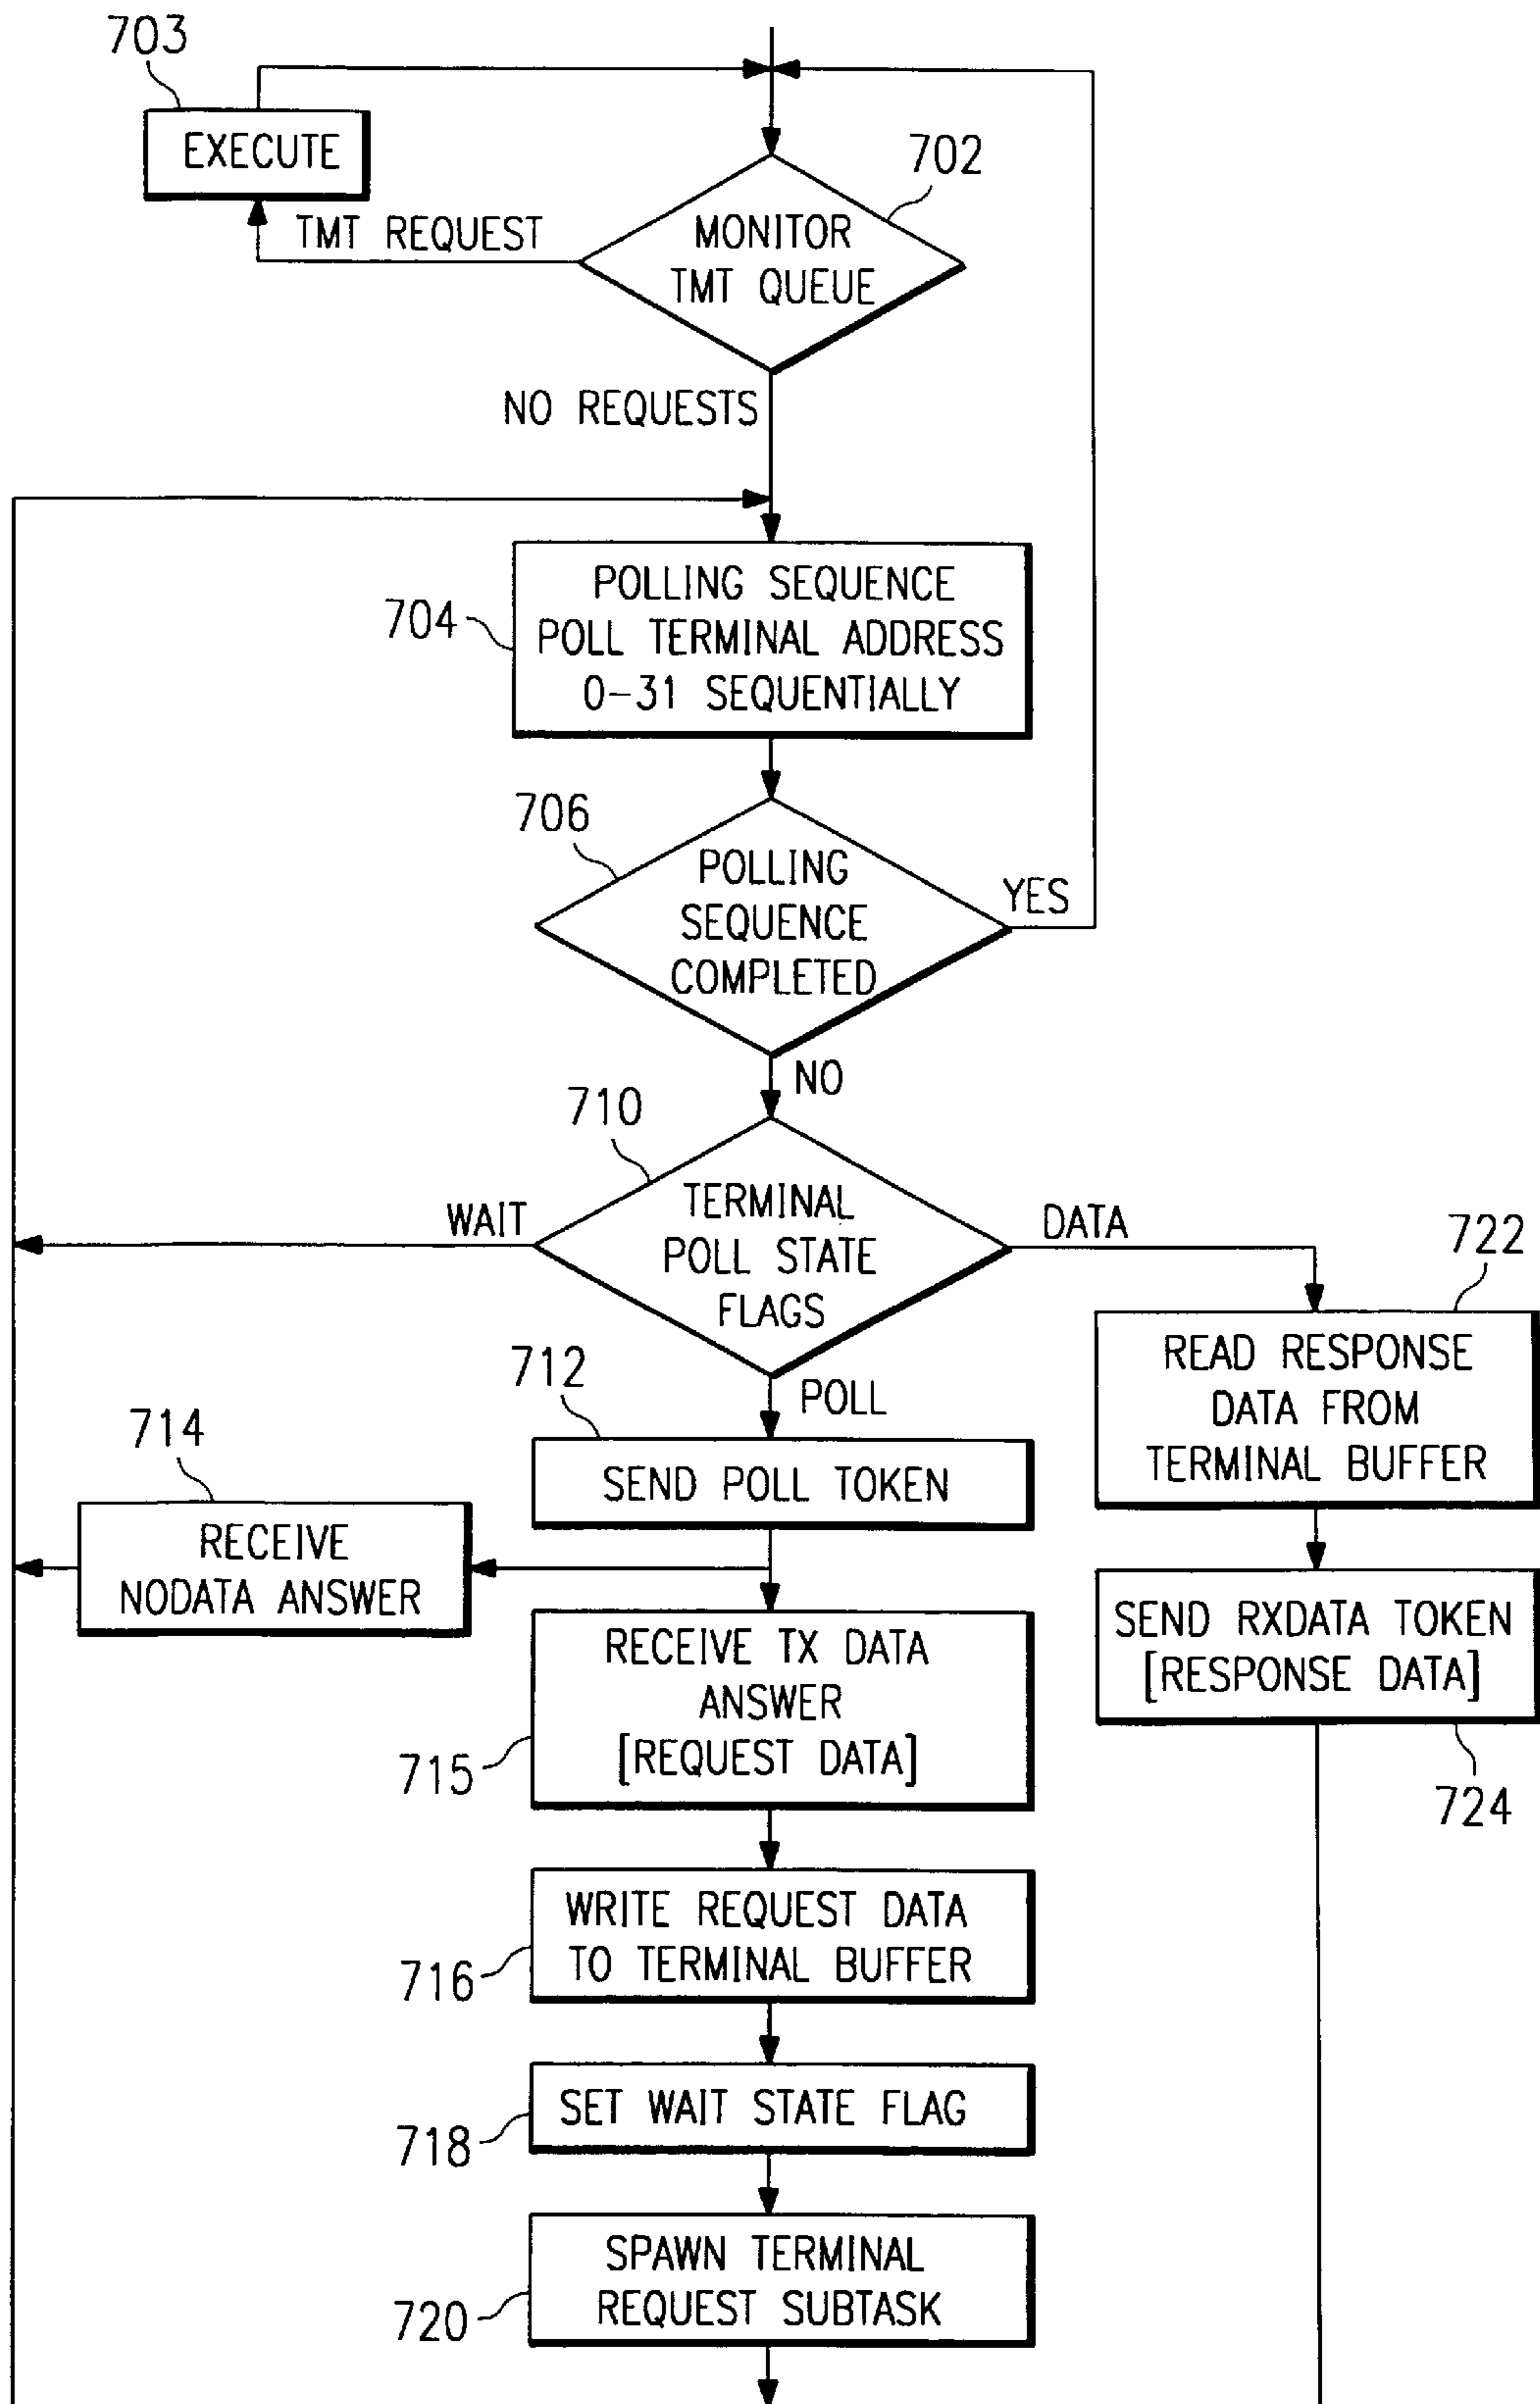 703
EXECUTE
702
TMT REQUEST
MONITOR
TMT QUEUE
NO REQUESTS
704
POLLING SEQUENCE
POLL TERMINAL ADDRESS
0-31 SEQUENTIALLY
706
POLLING
SEQUENCE
COMPLETED
YES
NO
710
WAIT
TERMINAL
POLL STATE
FLAGS
DATA
722
READ RESPONSE
DATA FROM
TERMINAL BUFFER
POLL
712
SEND POLL TOKEN
714
RECEIVE
NODATA ANSWER
SEND RXDATA TOKEN
[RESPONSE DATA]
724
RECEIVE TX DATA
ANSWER
[REQUEST DATA]
715
WRITE REQUEST DATA
TO TERMINAL BUFFER
716
SET WAIT STATE FLAG
718
SPAWN TERMINAL
REQUEST SUBTASK
720